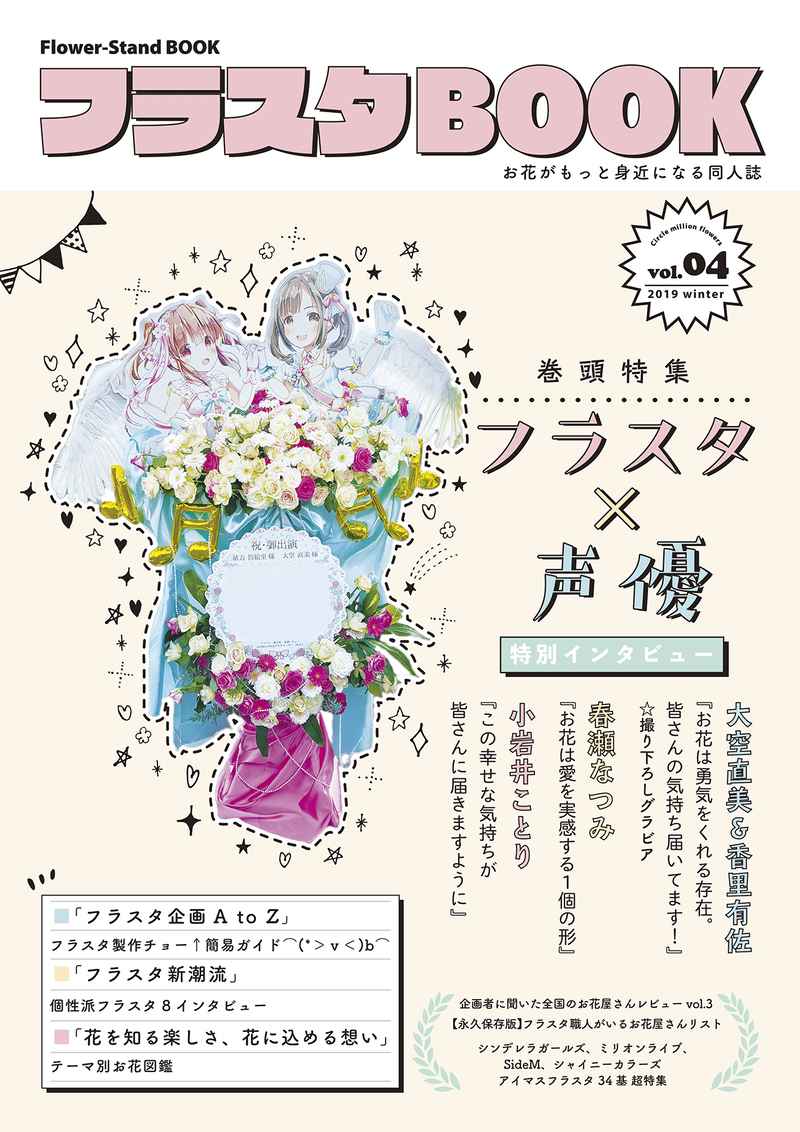 Flower-Stand BOOK
フラスタBOOK
お花がもっと身近になる同人誌
Circle million flowers
vol.04
2019 winter
巻頭特集
フラスタ
×
声優
特別インタビュー
大空直美&香里有佐
『お花は勇気をくれる存在。
皆さんの気持ち届いてます!』
☆撮り下ろしグラビア
春瀬なつみ
『お花は愛を実感する1個の形』
小岩井ことり
『この幸せな気持ちが
皆さんに届きますように』
祝・御出演
大空直美様
「フラスタ企画 A to Z」
フラスタ製作チョー↑簡易ガイド⌒(*>v<)b⌒
「フラスタ新潮流」
個性派フラスタ8インタビュー
「花を知る楽しさ、花に込める想い」
テーマ別お花図鑑
企画者に聞いた全国のお花屋さんレビュー vol.3
【永久保存版】フラスタ職人がいるお花屋さんリスト
シンデレラガールズ、ミリオンライブ、
SideM、シャイニーカラーズ
アイマスフラスタ34基 超特集